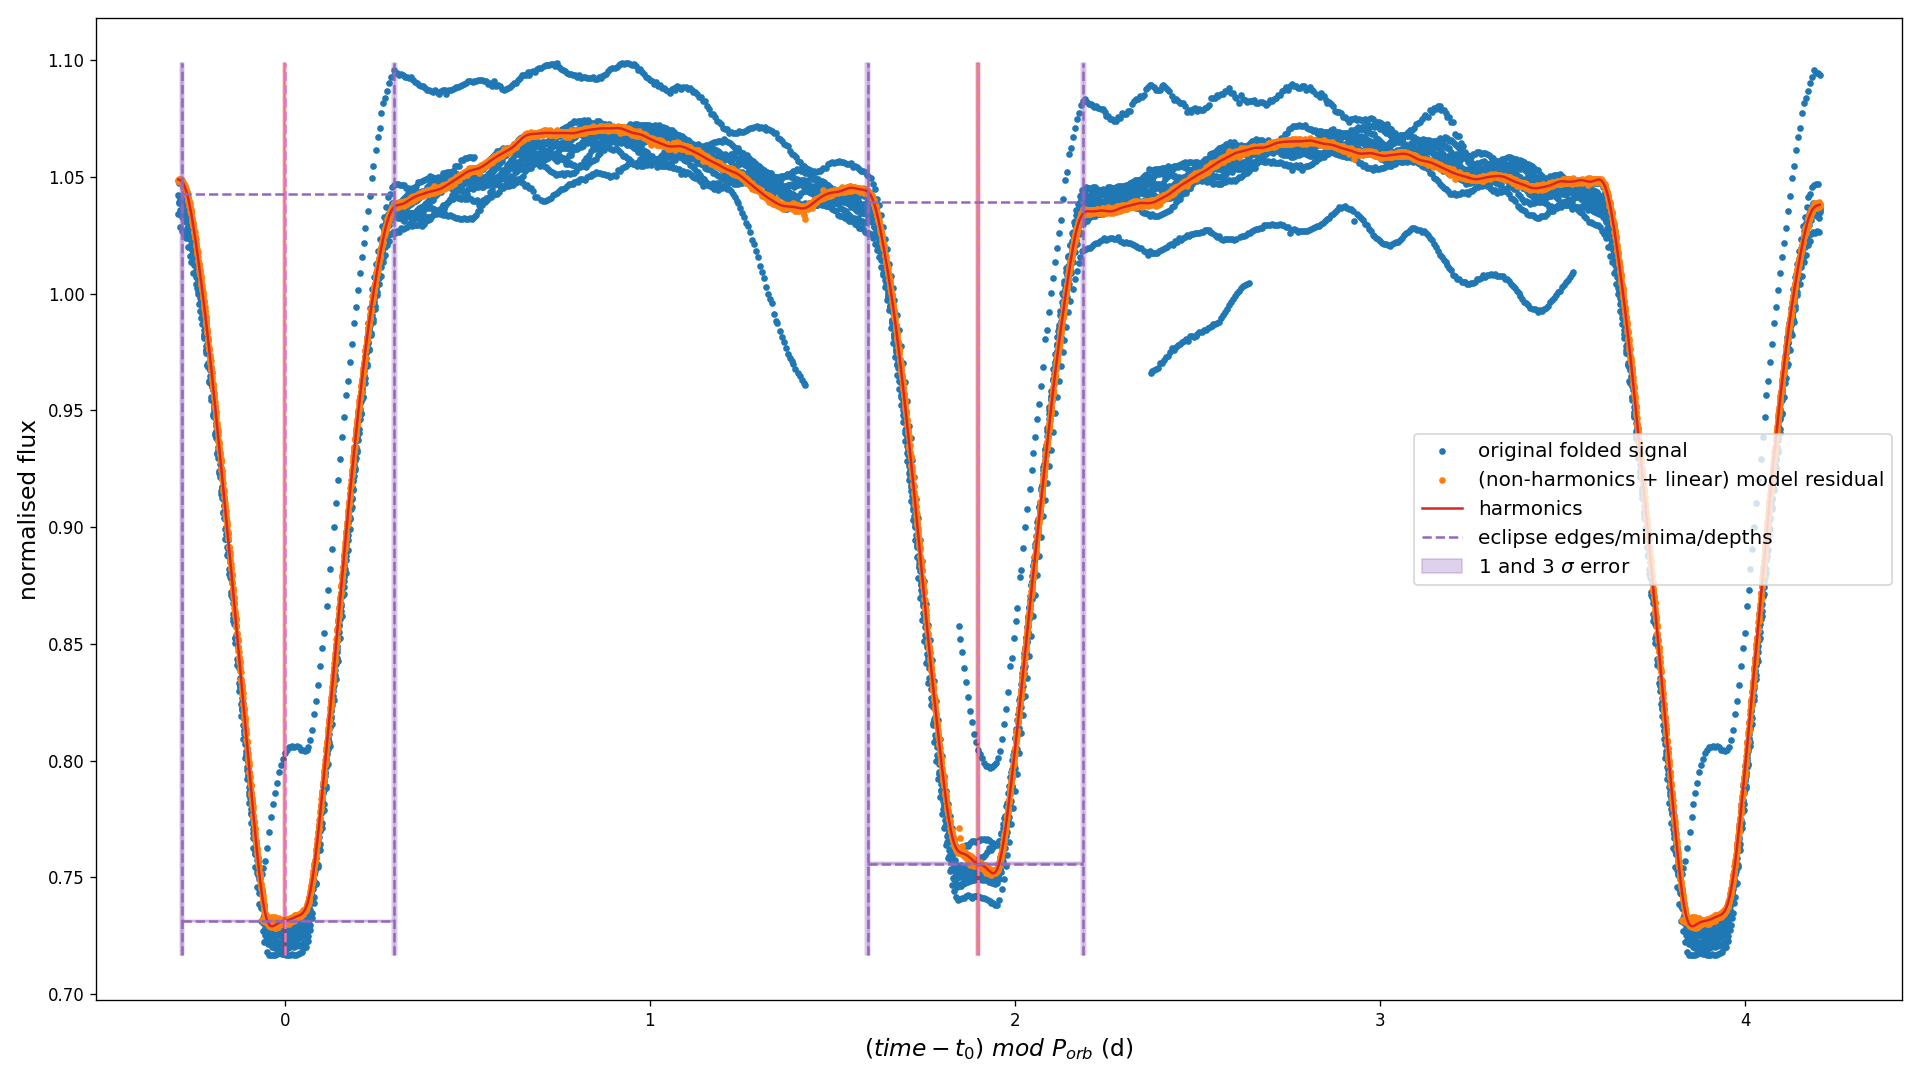 1.10
1.05
1.00
0.95
0.90
0.85
0.80
0.75
0.70
normalised flux
original folded signal
(non-harmonics + linear) model residual
harmonics
eclipse edges/minima/depths
1 and 3 σ error
0 1 2 3 4
(time − t₀) mod Pₒᵣb (d)